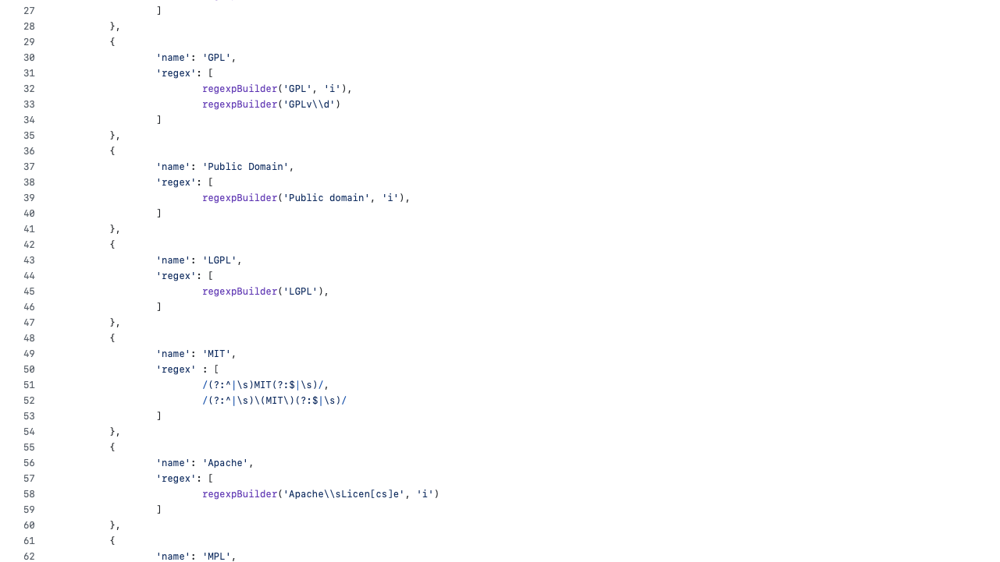 27 ]
28 },
29 {
30 'name': 'GPL',
31 'regex': [
32 regexpBuilder('GPL', 'i'),
33 regexpBuilder('GPLv\\d')
34 ]
35 },
36 {
37 'name': 'Public Domain',
38 'regex': [
39 regexpBuilder('Public domain', 'i'),
40 ]
41 },
42 {
43 'name': 'LGPL',
44 'regex': [
45 regexpBuilder('LGPL'),
46 ]
47 },
48 {
49 'name': 'MIT',
50 'regex' : [
51 /(?:^|\s)MIT(?:$|\s)/,
52 /(?:^|\s)\(MIT\)(?:$|\s)/
53 ]
54 },
55 {
56 'name': 'Apache',
57 'regex': [
58 regexpBuilder('Apache\\sLicen[cs]e', 'i')
59 ]
60 },
61 {
62 'name': 'MPL',